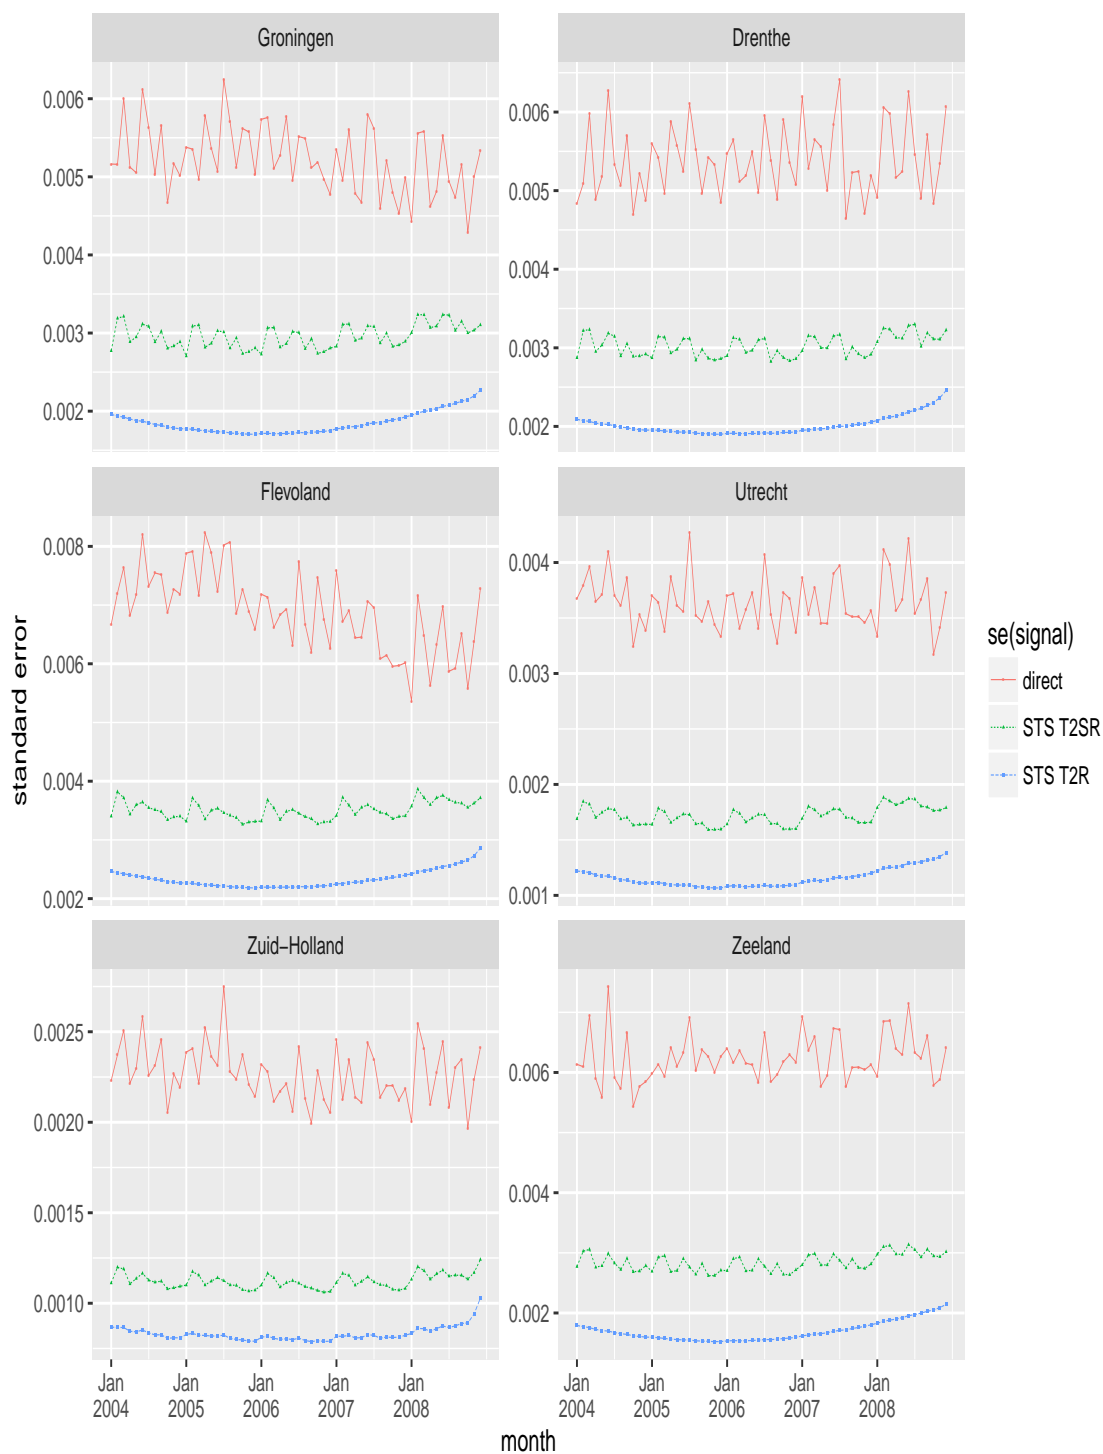 Groningen
Drenthe
0.006
0.005
0.004
0.003
0.002
0.006
0.005
0.004
0.003
0.002
Flevoland
Utrecht
0.008
0.006
0.004
0.002
0.004
0.003
0.002
0.001
Zuid−Holland
Zeeland
0.0025
0.0020
0.0015
0.0010
0.006
0.004
0.002
Jan 2004
Jan 2005
Jan 2006
Jan 2007
Jan 2008
Jan 2004
Jan 2005
Jan 2006
Jan 2007
Jan 2008
month
standard error
se(signal)
direct
STS T2SR
STS T2R